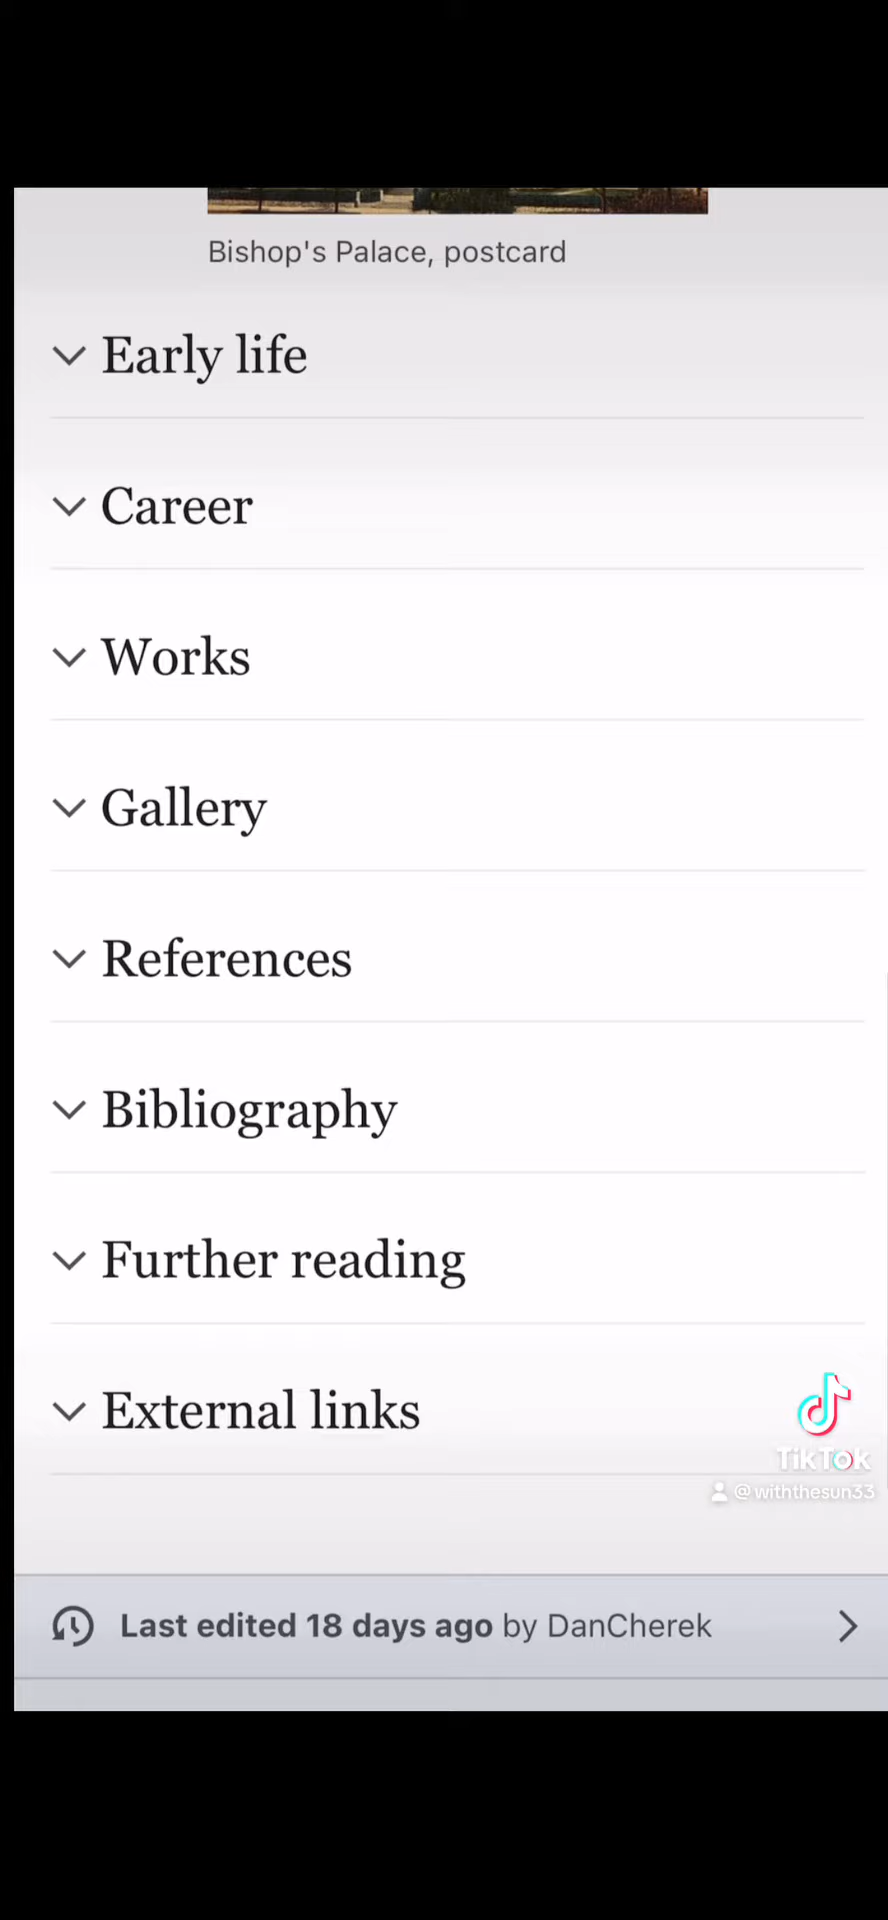 Bishop's Palace, postcard
Early life
Career
Works
Gallery
References
Bibliography
Further reading
External links
TikTok
@withthesun33
Last edited 18 days ago by DanCherek